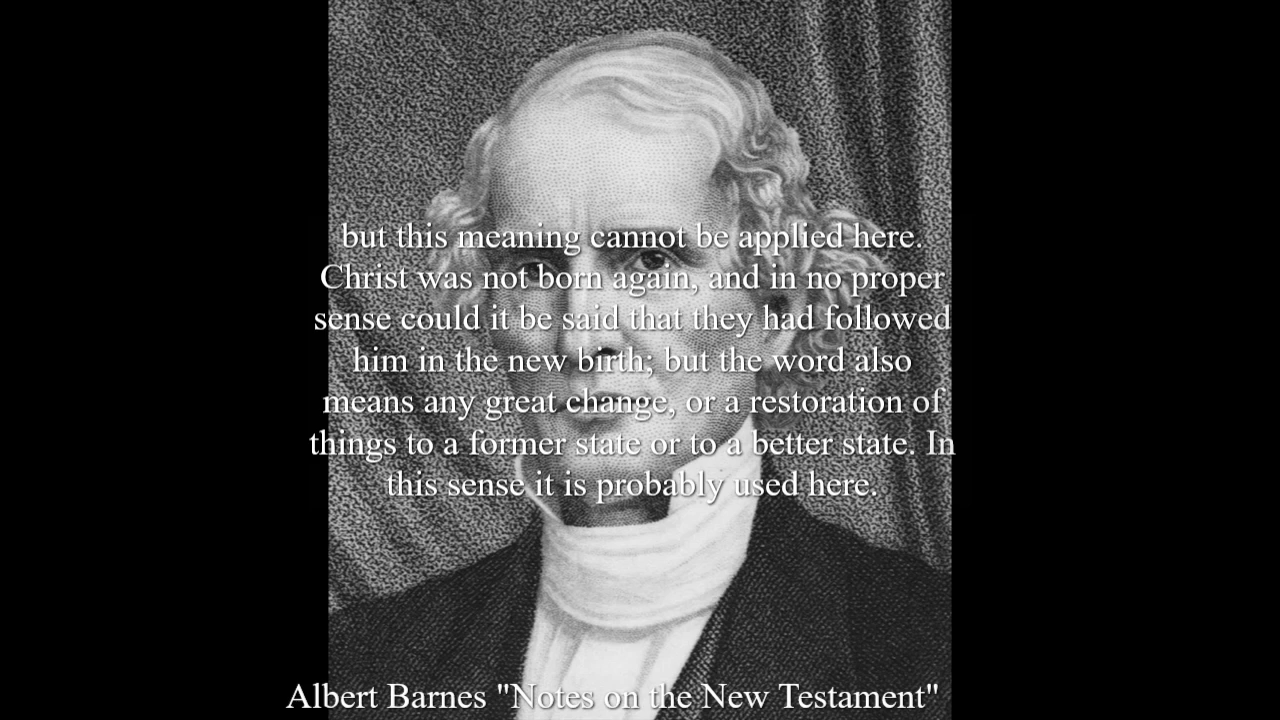 but this meaning cannot be applied here.
Christ was not born again, and in no proper
sense could it be said that they had followed
him in the new birth; but the word also
means any great change, or a restoration of
things to a former state or to a better state. In
this sense it is probably used here.
Albert Barnes "Notes on the New Testament"